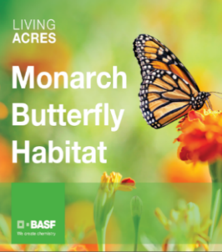 LIVING
ACRES
Monarch
Butterfly
Habitat
BASF
We create chemistry